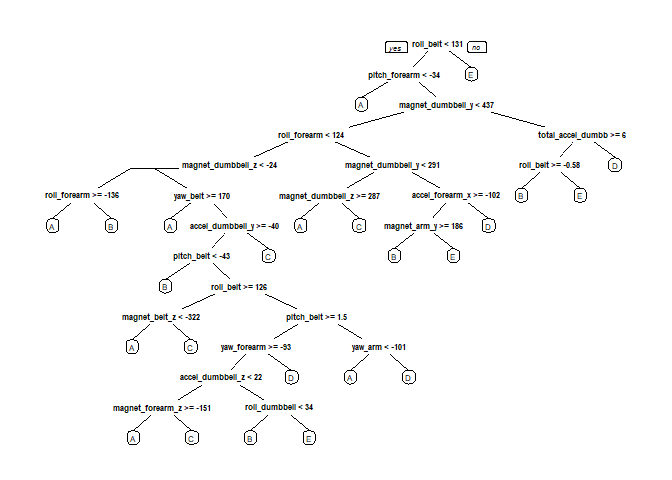 yes roll_belt < 131 no
pitch_forearm < -34 E
A magnet_dumbbell_y < 437
roll_forearm < 124 total_accel_dumbb >= 6
magnet_dumbbell_z < -24 magnet_dumbbell_y < 291 roll_belt >= -0.58 D
roll_forearm >= -136 yaw_belt >= 170 magnet_dumbbell_z >= 287 accel_forearm_x >= -102 B E
A B A accel_dumbbell_y >= -40 A C magnet_arm_y >= 186 D
pitch_belt < -43 C B E
B roll_belt >= 126
magnet_belt_z < -322 pitch_belt >= 1.5
A C yaw_forearm >= -93 yaw_arm < -101
accel_dumbbell_z < 22 D A D
magnet_forearm_z >= -151 roll_dumbbell < 34
A C B E